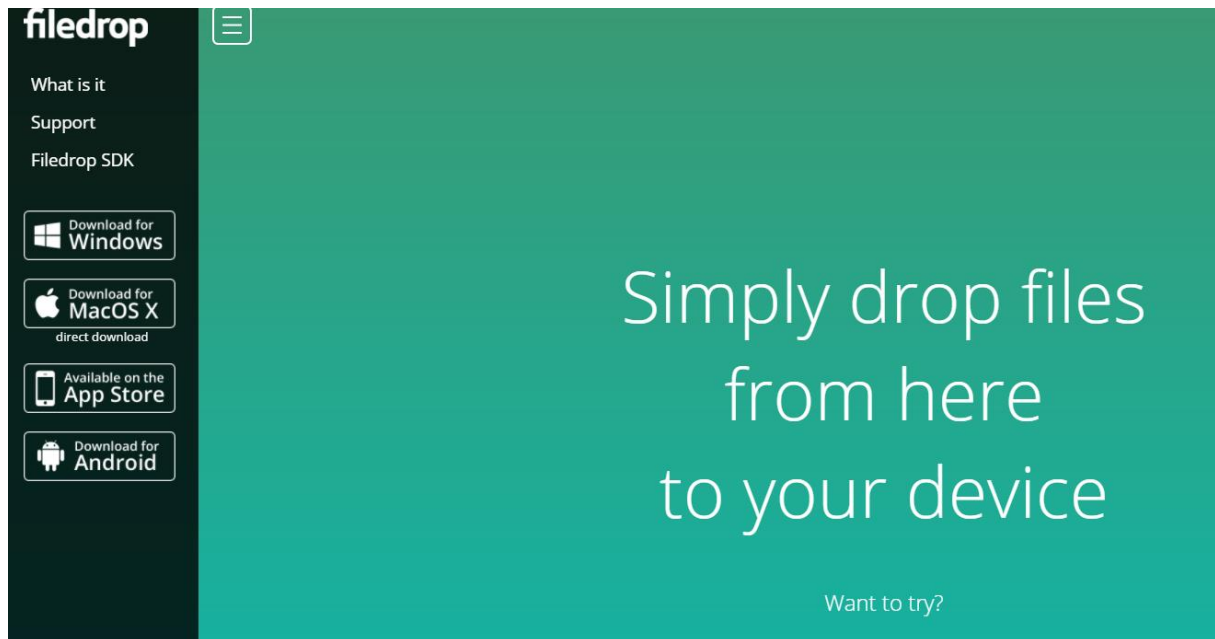 filedrop
What is it
Support
Filedrop SDK
Download for
Windows
Download for
MacOS X
direct download
Available on the
App Store
Download for
Android
Simply drop files
from here
to your device
Want to try?